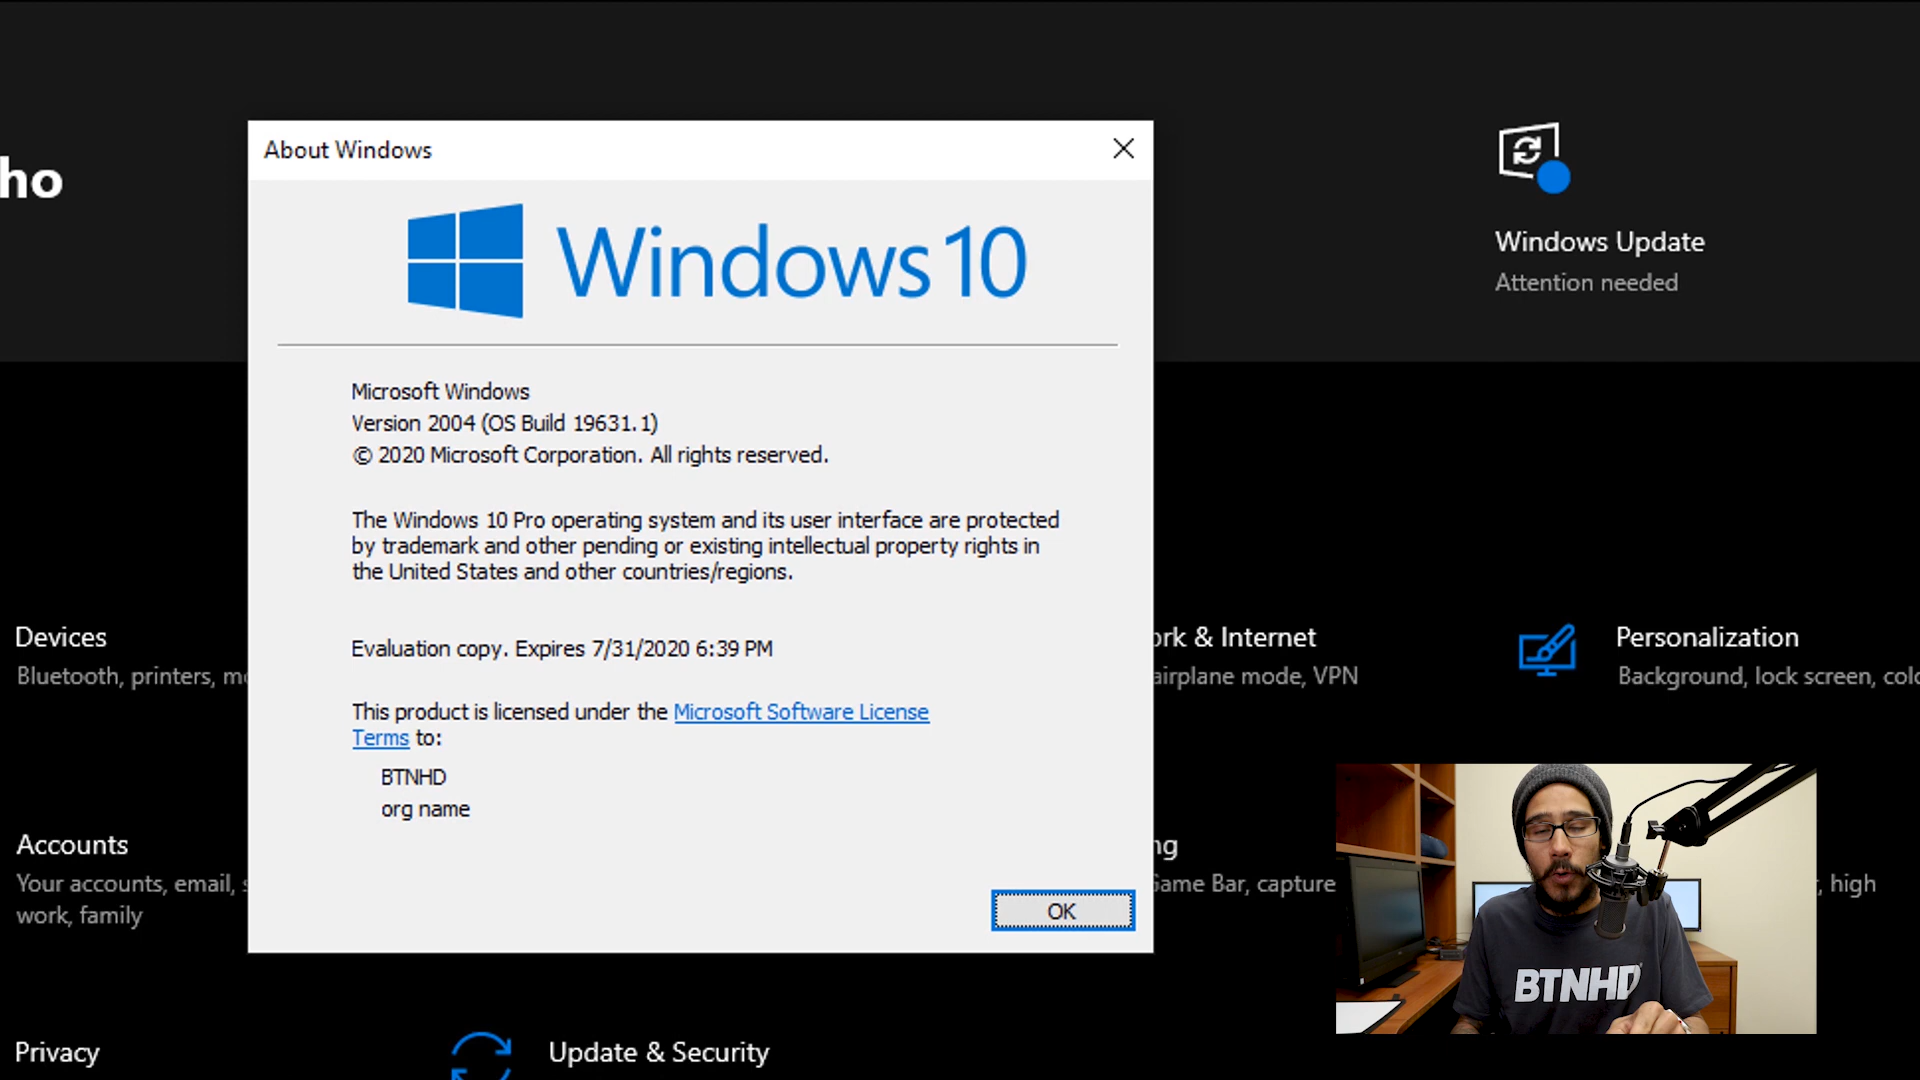 ho
About Windows
Windows 10
Windows Update
Attention needed
Microsoft Windows
Version 2004 (OS Build 19631.1)
© 2020 Microsoft Corporation. All rights reserved.
The Windows 10 Pro operating system and its user interface are protected
by trademark and other pending or existing intellectual property rights in
the United States and other countries/regions.
Evaluation copy. Expires 7/31/2020 6:39 PM
This product is licensed under the Microsoft Software License
Terms to:
BTNHD
org name
OK
Devices
Bluetooth, printers, mo
ork & Internet
airplane mode, VPN
Personalization
Background, lock screen, colo
Accounts
Your accounts, email, s
work, family
ng
Game Bar, capture
, high
BTNHD
Privacy
Update & Security